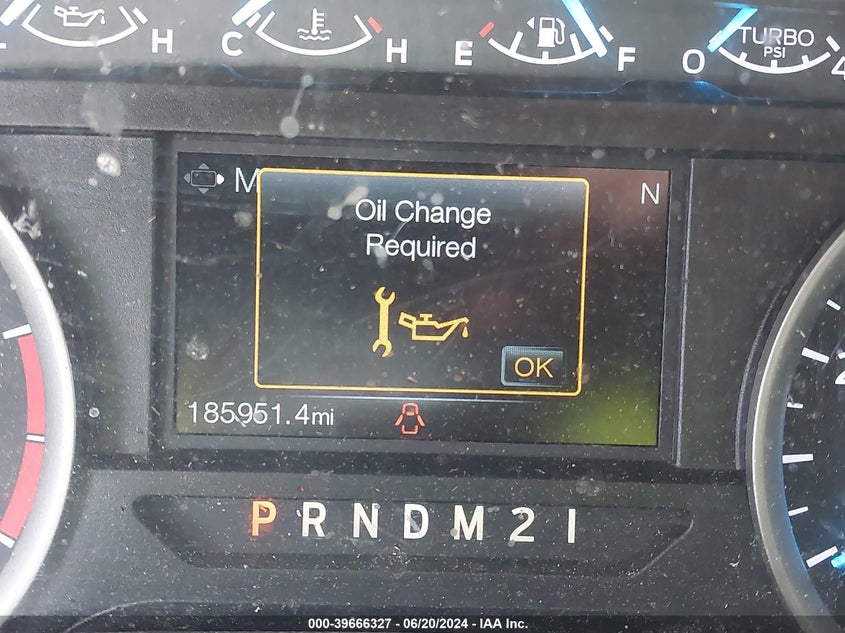 H C H E F O TURBO
PSI
M N
Oil Change
Required
OK
185951.4mi
P R N D M 2 1
000-39666327 - 06/20/2024 - IAA Inc.